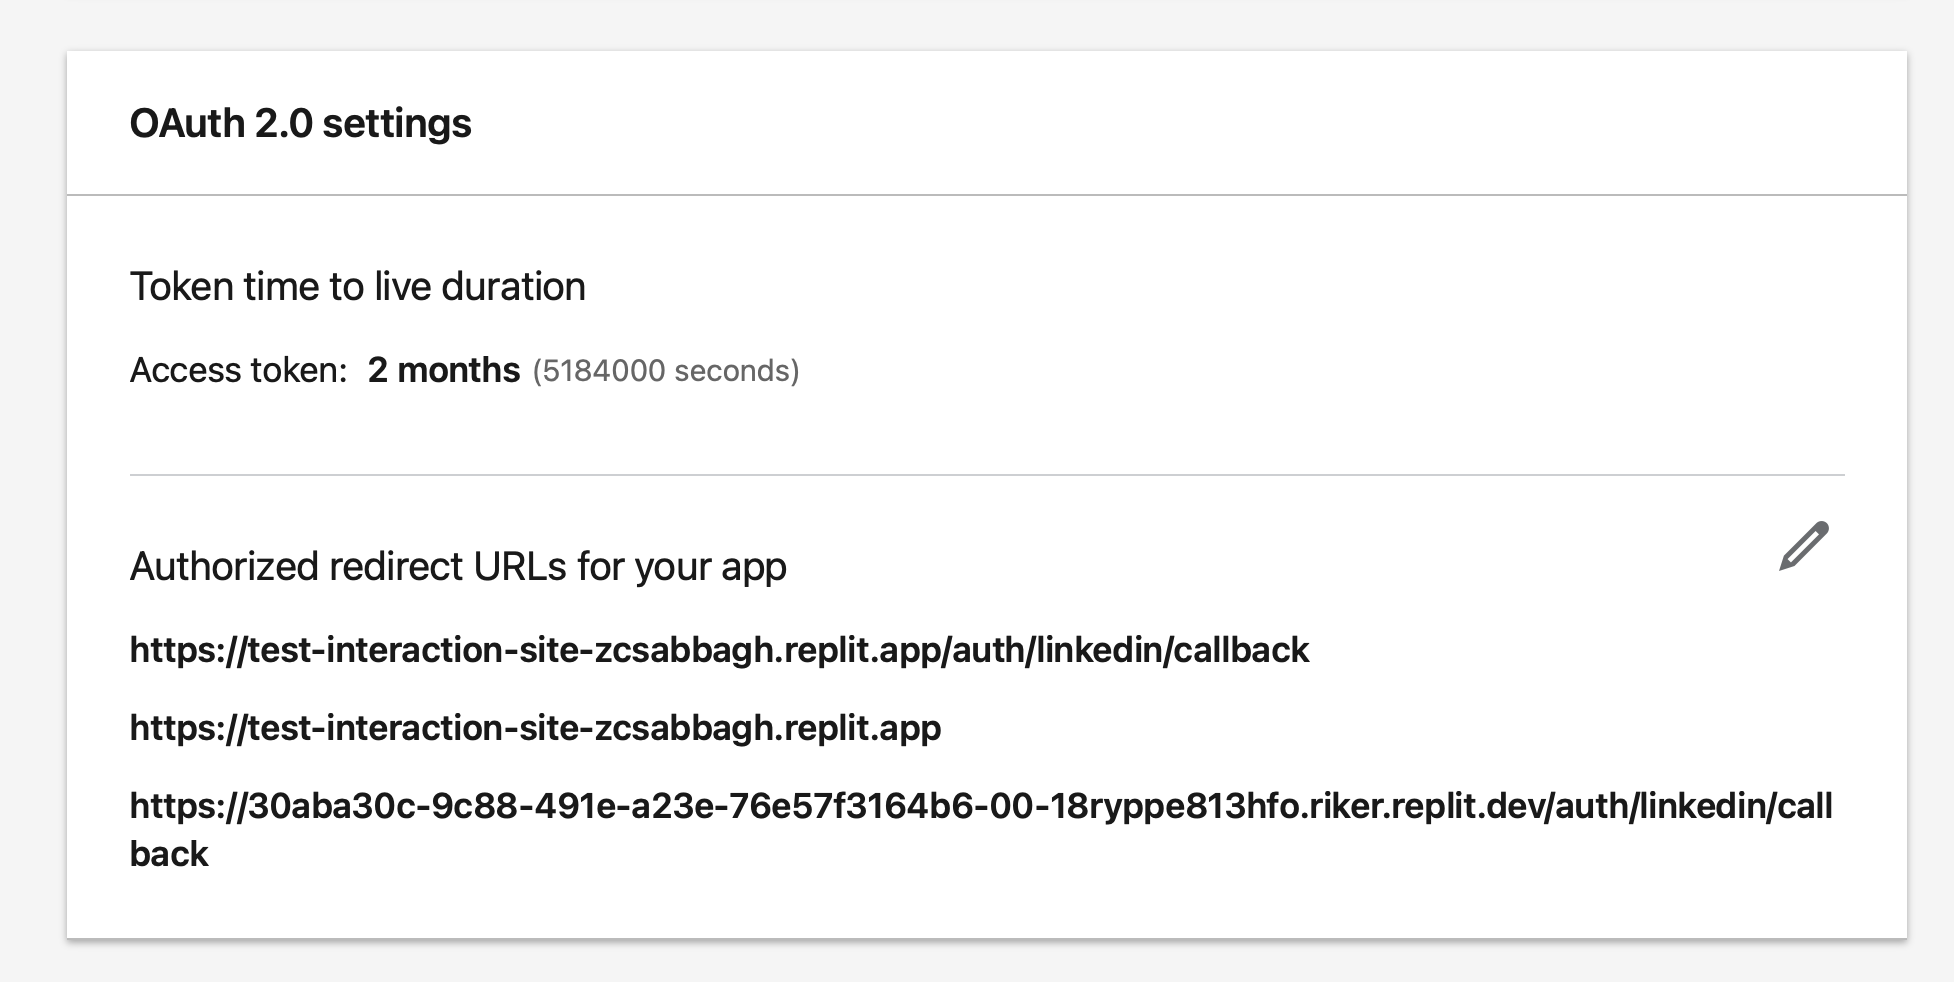 OAuth 2.0 settings
Token time to live duration
Access token: 2 months (5184000 seconds)
Authorized redirect URLs for your app
https://test-interaction-site-zcsabbagh.replit.app/auth/linkedin/callback
https://test-interaction-site-zcsabbagh.replit.app
https://30aba30c-9c88-491e-a23e-76e57f3164b6-00-18ryppe813hfo.riker.replit.dev/auth/linkedin/call
back